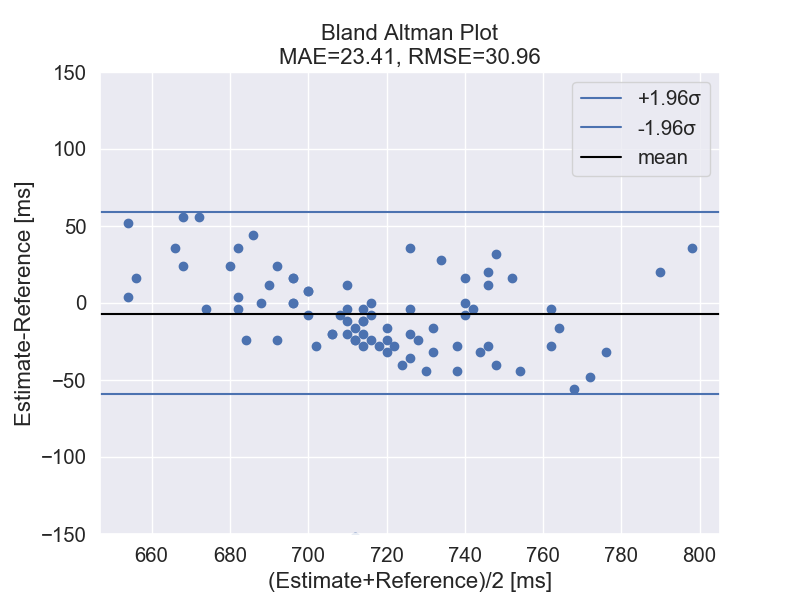 Bland Altman Plot
MAE=23.41, RMSE=30.96
150
100
50
0
−50
−100
−150
Estimate-Reference [ms]
+1.96σ
-1.96σ
mean
660
680
700
720
740
760
780
800
(Estimate+Reference)/2 [ms]